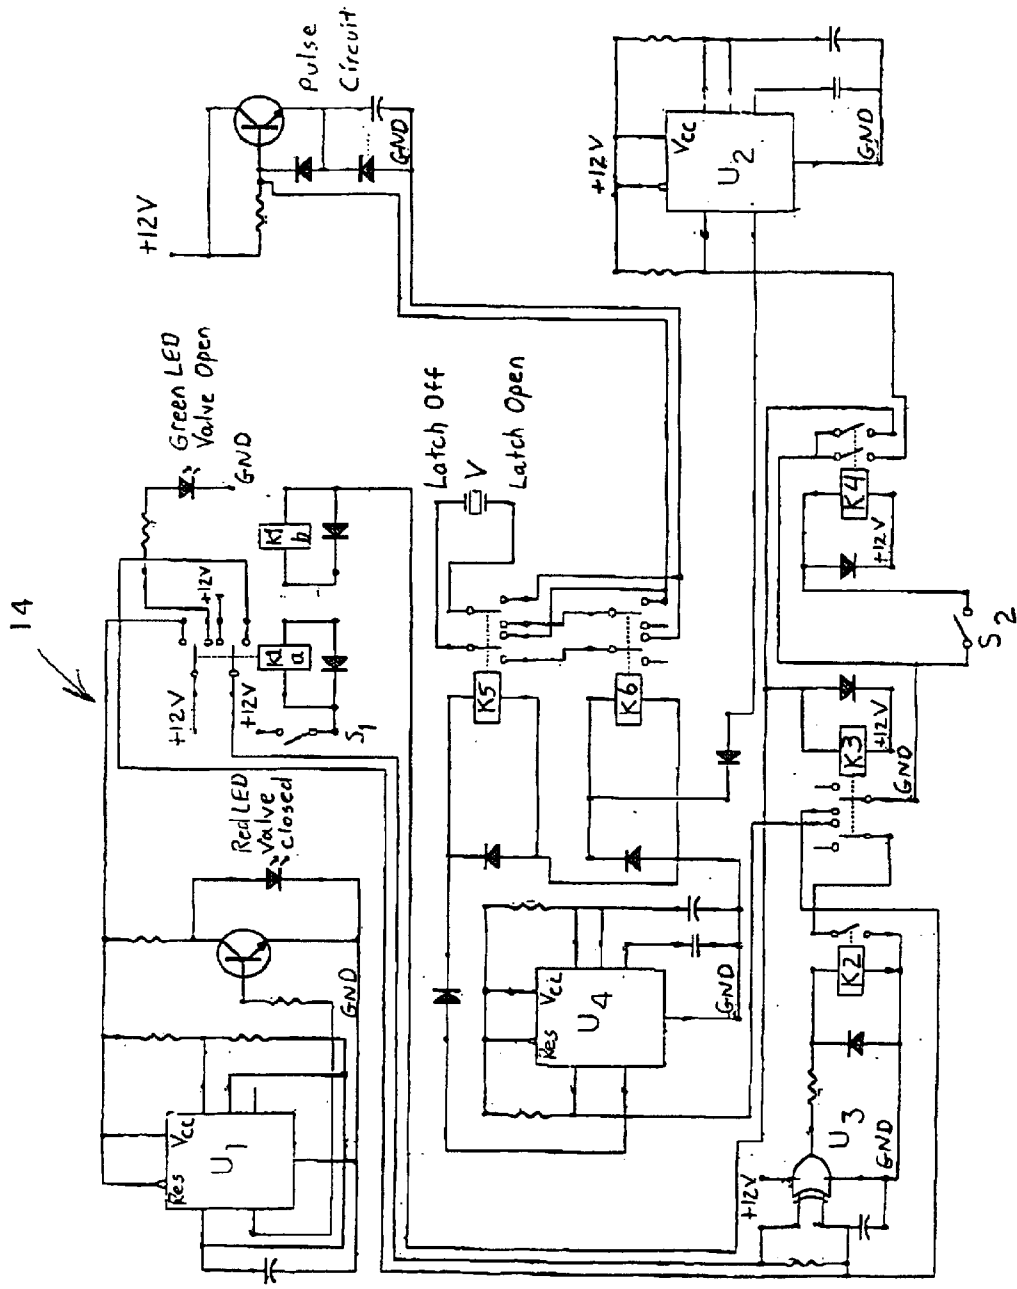 14
Res
Vcc
U1
GND
Red LED
Valve
Closed
+12V
+12V
S1
K1
a
+12V
K1
b
Green LED
Valve Open
GND
+12V
Pulse
Circuit
GND
Res
Vcc
U4
GND
K5
K6
Latch Off
V
Latch Open
+12V
Vcc
U2
GND
+12V
U3
GND
K2
K3
+12V
GND
K4
+12V
S2